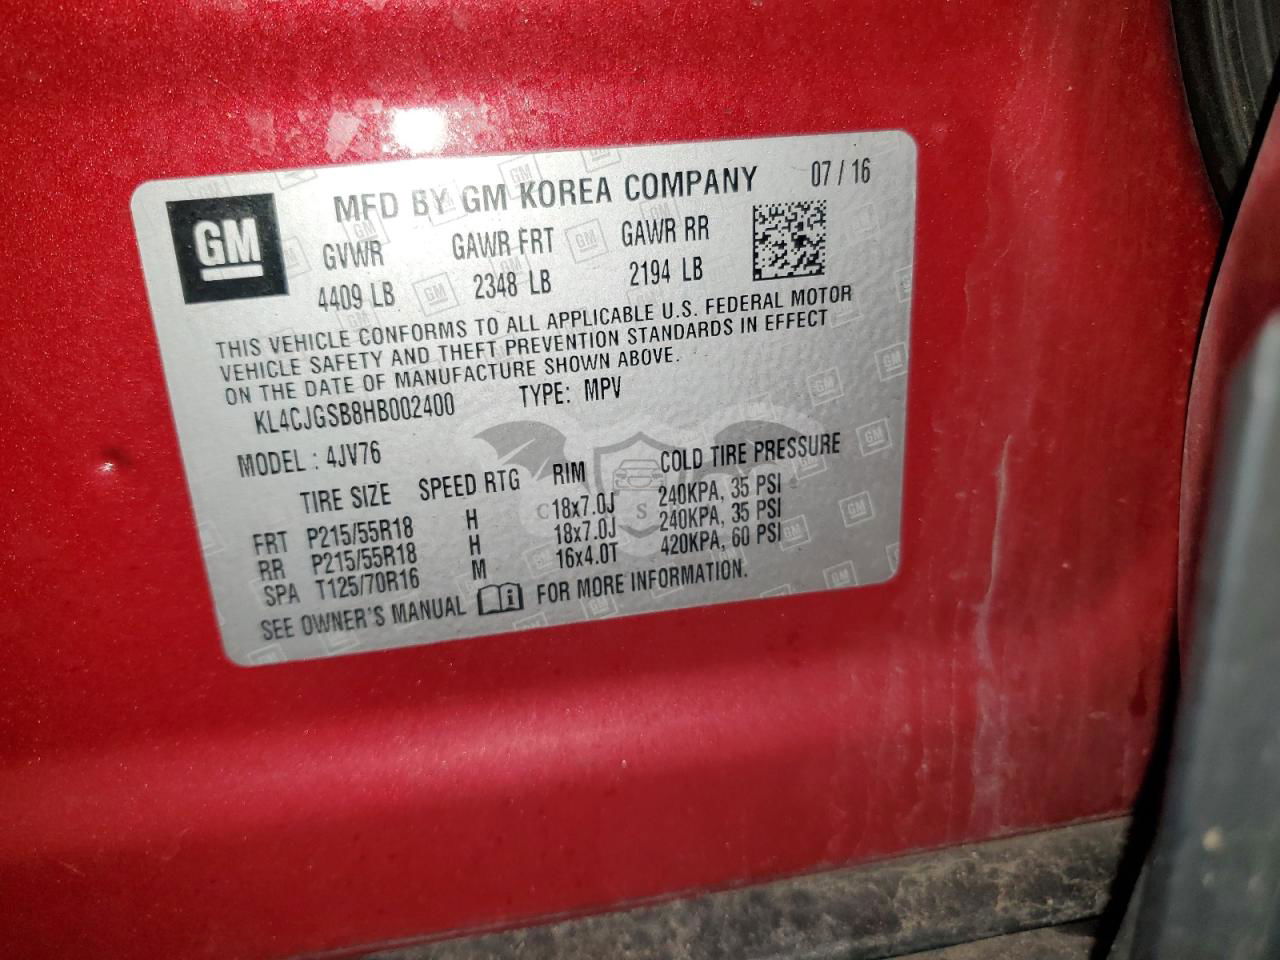 GM
MFD BY GM KOREA COMPANY 07 / 16
GVWR GAWR FRT GAWR RR
4409 LB 2348 LB 2194 LB
THIS VEHICLE CONFORMS TO ALL APPLICABLE U.S. FEDERAL MOTOR
VEHICLE SAFETY AND THEFT PREVENTION STANDARDS IN EFFECT
ON THE DATE OF MANUFACTURE SHOWN ABOVE.
KL4CJGSB8HB002400 TYPE: MPV
MODEL : 4JV76
TIRE SIZE SPEED RTG RIM COLD TIRE PRESSURE
FRT P215/55R18 H 18x7.0J 240KPA, 35 PSI
RR P215/55R18 H 18x7.0J 240KPA, 35 PSI
SPA T125/70R16 M 16x4.0T 420KPA, 60 PSI
SEE OWNER'S MANUAL i FOR MORE INFORMATION.
C S